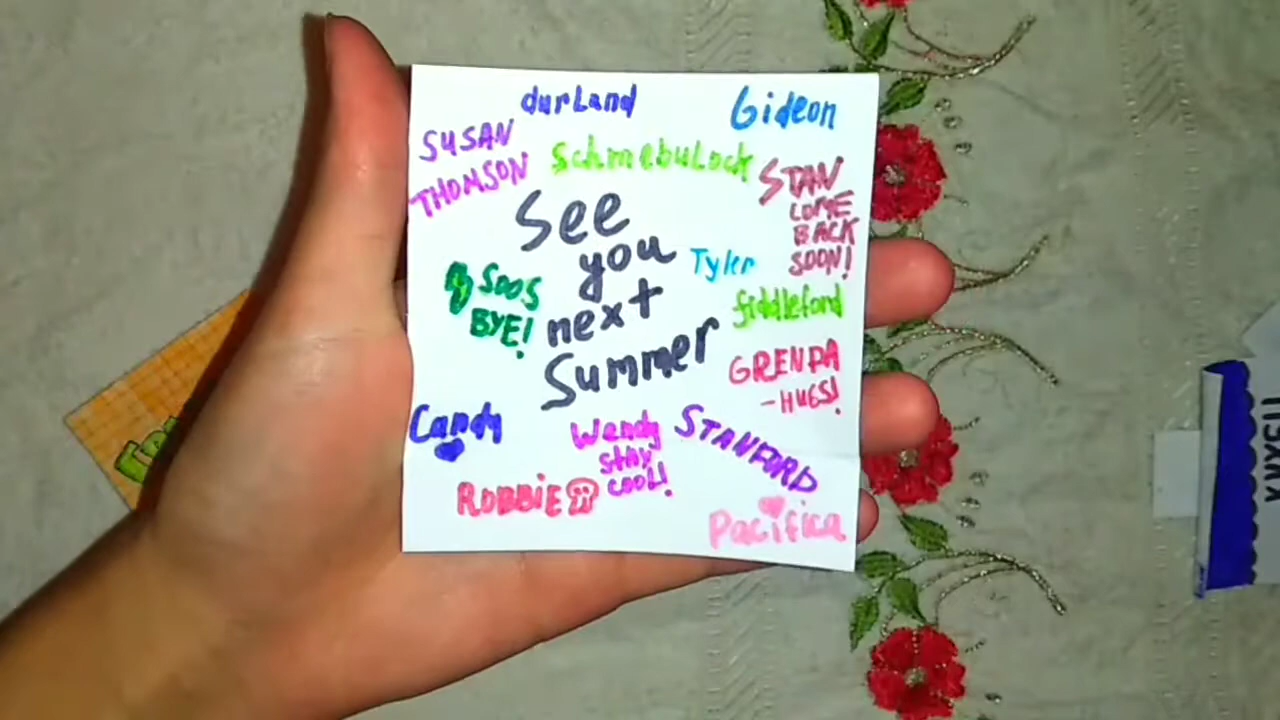 durland
Gideon
SUSAN
THOMSON
Schmebulock
STAN
COME
BACK
SOON!
See
you
next
Summer
Tyler
SOOS
BYE!
fiddleford
GRENDA
-HUGS!
Candy
Wendy
stay
cool!
STANFORD
ROBBIE
Pacifica